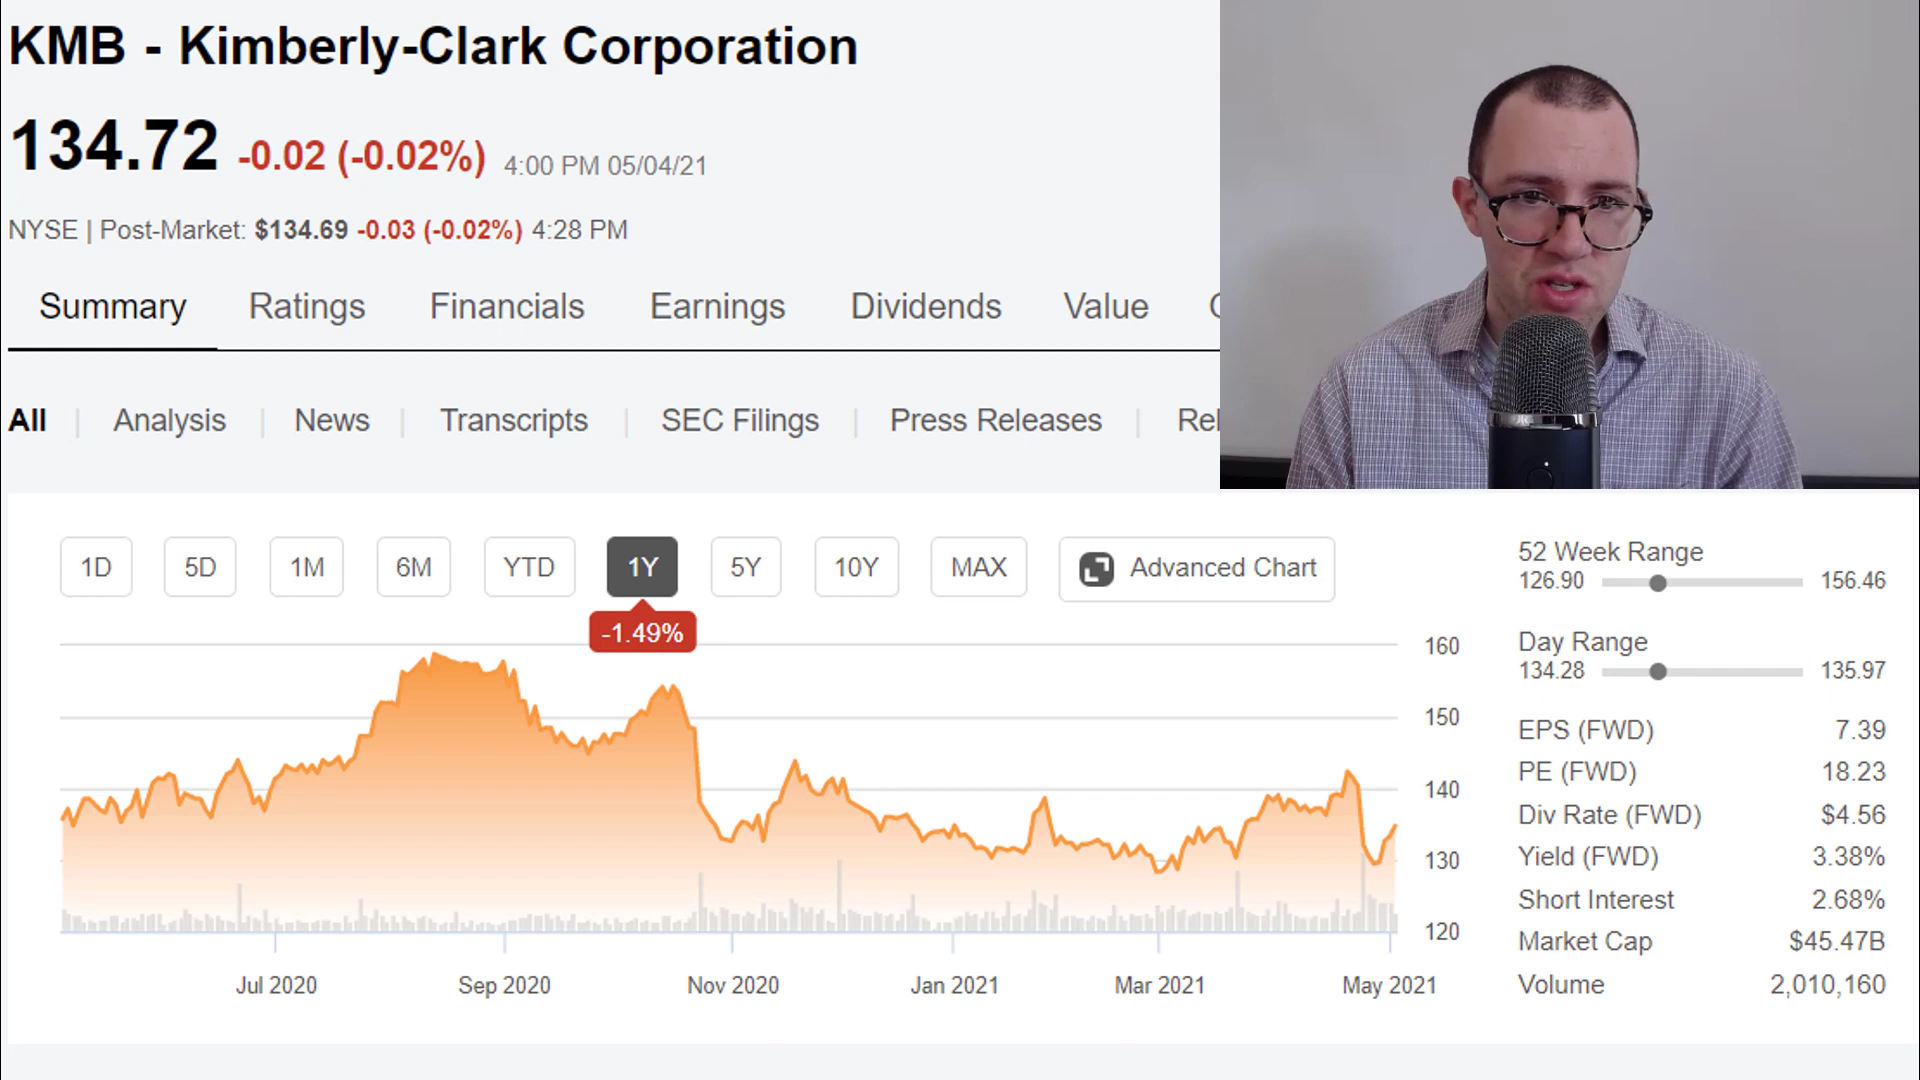 KMB - Kimberly-Clark Corporation
134.72 -0.02 (-0.02%) 4:00 PM 05/04/21
NYSE | Post-Market: $134.69 -0.03 (-0.02%) 4:28 PM
Summary Ratings Financials Earnings Dividends Value
All | Analysis | News | Transcripts | SEC Filings | Press Releases | Rel
1D 5D 1M 6M YTD 1Y 5Y 10Y MAX Advanced Chart
-1.49%
160
150
140
130
120
Jul 2020 Sep 2020 Nov 2020 Jan 2021 Mar 2021 May 2021
52 Week Range
126.90 156.46
Day Range
134.28 135.97
EPS (FWD) 7.39
PE (FWD) 18.23
Div Rate (FWD) $4.56
Yield (FWD) 3.38%
Short Interest 2.68%
Market Cap $45.47B
Volume 2,010,160